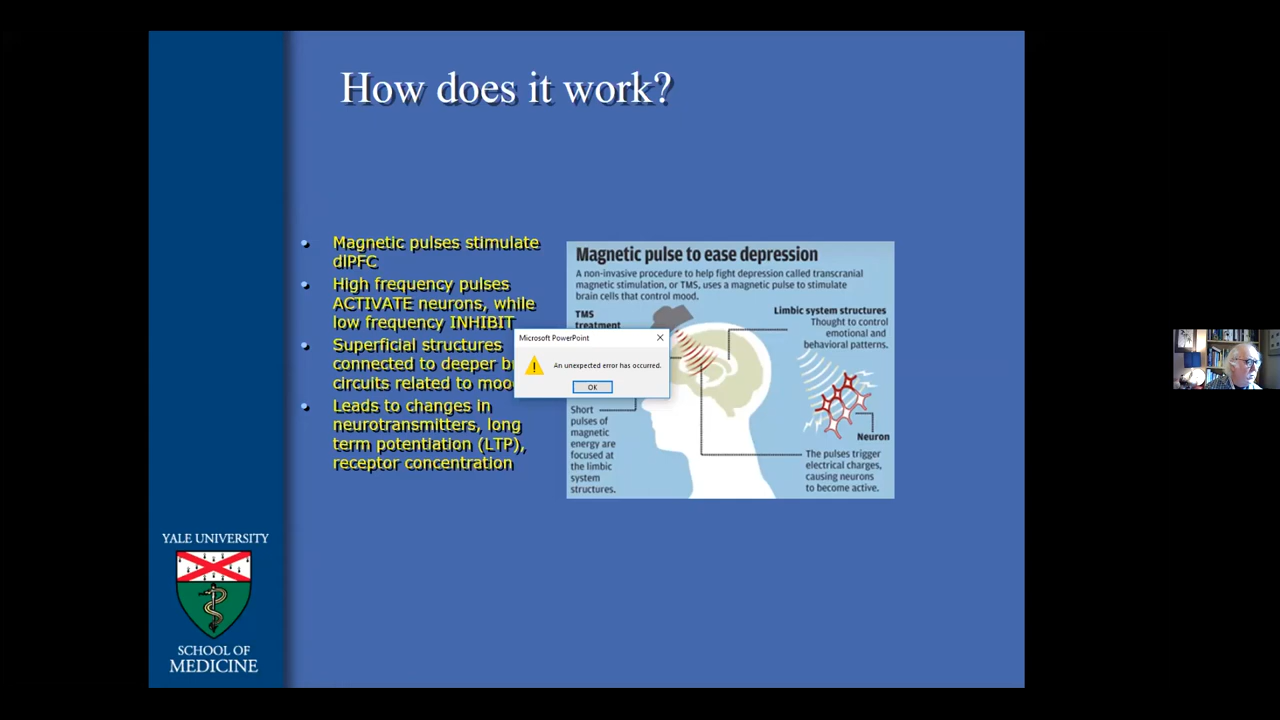 How does it work?
Magnetic pulses stimulate
dlPFC
High frequency pulses
ACTIVATE neurons, while
low frequency INHIBIT
Superficial structures
connected to deeper
circuits related to
Leads to changes in
neurotransmitters, long
term potentiation (LTP),
receptor concentration
Magnetic pulse to ease depression
A non-invasive procedure to help fight depression called transcranial
magnetic stimulation, or TMS, uses a magnetic pulse to stimulate
brain cells that control mood.
TMS
treatment
Limbic system structures
Thought to control
emotional and
behavioral patterns.
Microsoft PowerPoint
An unexpected error has occurred.
OK
Short
pulses of
magnetic
energy are
focused at
the limbic
system
structures.
Neuron
The pulses trigger
electrical charges,
causing neurons
to become active.
YALE UNIVERSITY
SCHOOL OF
MEDICINE